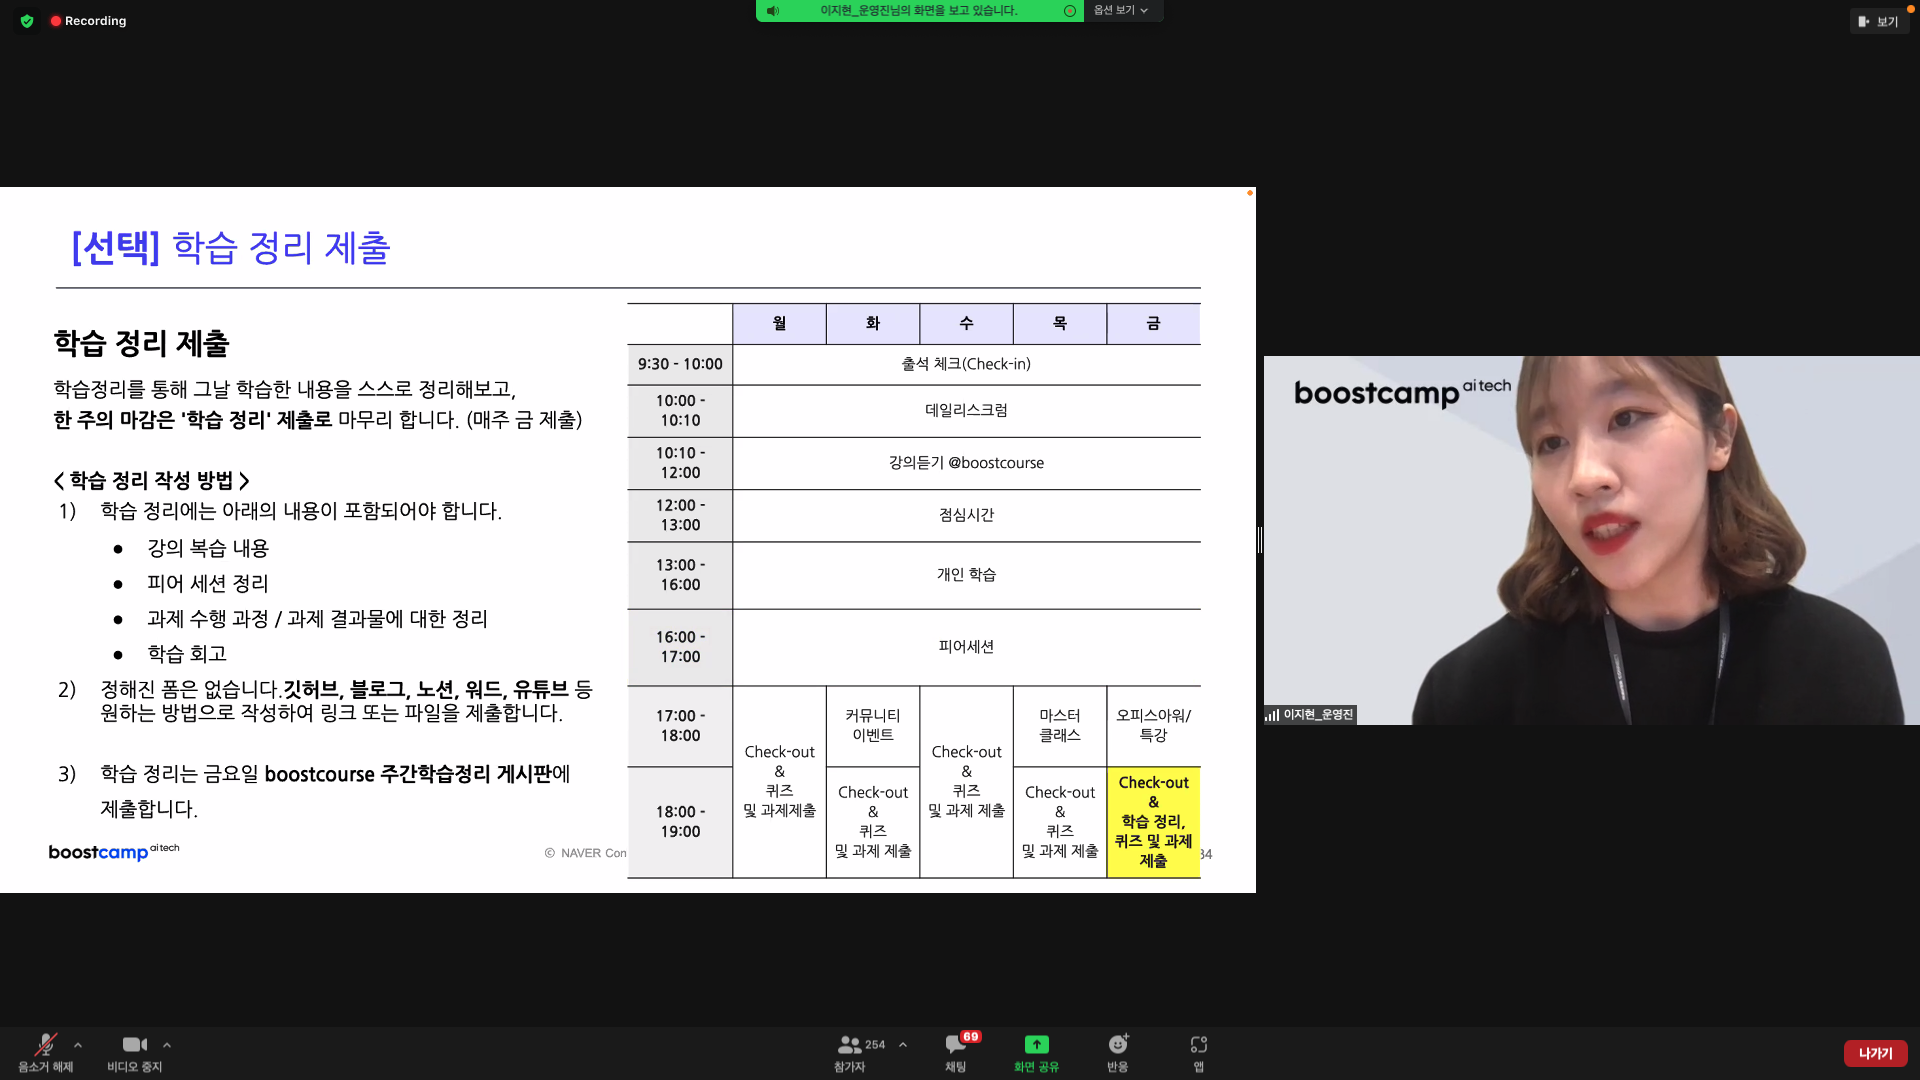 Recording
이지현_운영진님의 화면을 보고 있습니다.
옵션 보기
보기
[선택] 학습 정리 제출
학습 정리 제출
학습정리를 통해 그날 학습한 내용을 스스로 정리해보고,
한 주의 마감은 '학습 정리' 제출로 마무리 합니다. (매주 금 제출)
< 학습 정리 작성 방법 >
1) 학습 정리에는 아래의 내용이 포함되어야 합니다.
● 강의 복습 내용
● 피어 세션 정리
● 과제 수행 과정 / 과제 결과물에 대한 정리
● 학습 회고
2) 정해진 폼은 없습니다.깃허브, 블로그, 노션, 워드, 유튜브 등
원하는 방법으로 작성하여 링크 또는 파일을 제출합니다.
3) 학습 정리는 금요일 boostcourse 주간학습정리 게시판에
제출합니다.
boostcamp ai tech
© NAVER Con
34
월 화 수 목 금
9:30 - 10:00 출석 체크(Check-in)
10:00 -
10:10
데일리스크럼
10:10 -
12:00
강의듣기 @boostcourse
12:00 -
13:00
점심시간
13:00 -
16:00
개인 학습
16:00 -
17:00
피어세션
17:00 -
18:00
18:00 -
19:00
Check-out
&
퀴즈
및 과제제출
커뮤니티
이벤트
Check-out
&
퀴즈
및 과제 제출
Check-out
&
퀴즈
및 과제 제출
마스터
클래스
Check-out
&
퀴즈
및 과제 제출
오피스아워/
특강
Check-out
&
학습 정리,
퀴즈 및 과제
제출
boostcamp ai tech
이지현_운영진
음소거 해제
비디오 중지
254
참가자
69
채팅
화면 공유
반응
앱
나가기